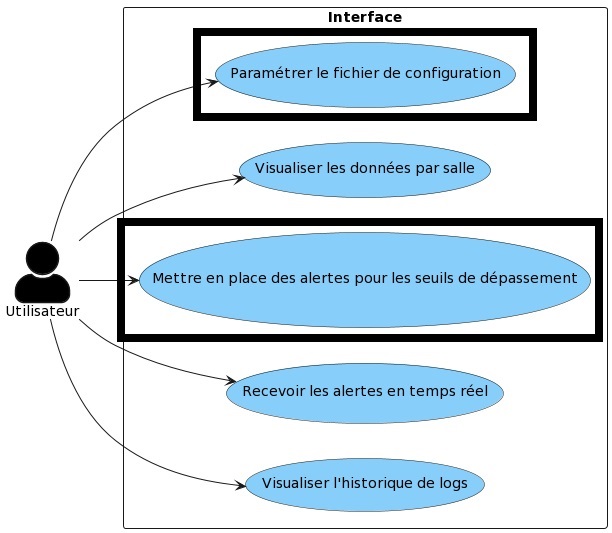 Interface
Paramétrer le fichier de configuration
Visualiser les données par salle
Mettre en place des alertes pour les seuils de dépassement
Utilisateur
Recevoir les alertes en temps réel
Visualiser l'historique de logs